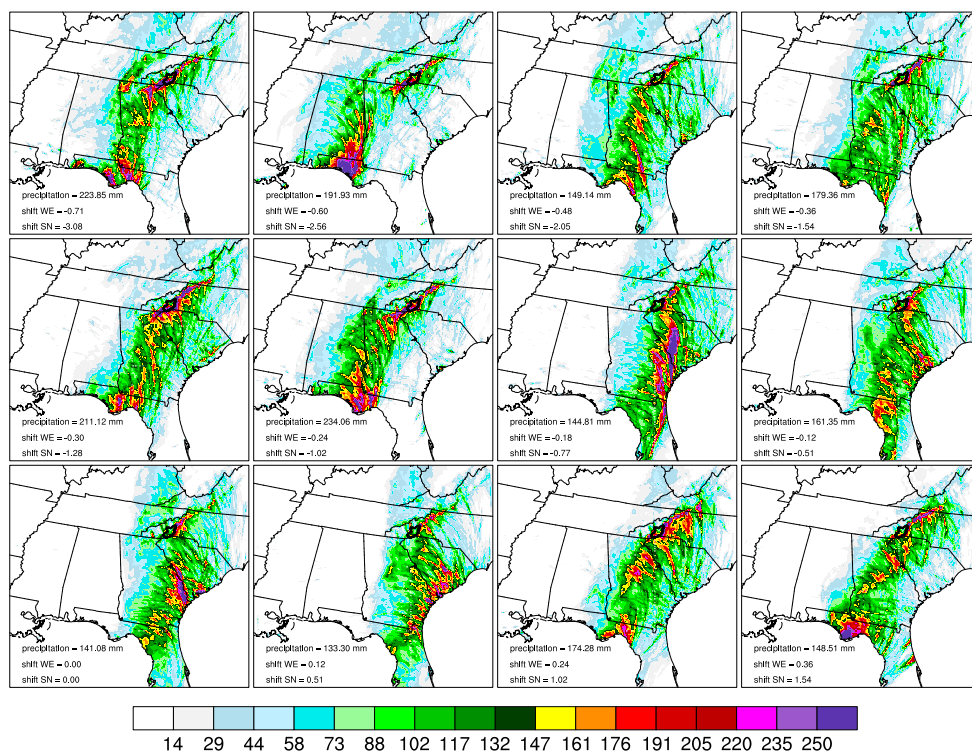 precipitation = 223.85 mm
shift WE = -0.71
shift SN = -3.08
precipitation = 191.93 mm
shift WE = -0.60
shift SN = -2.56
precipitation = 149.14 mm
shift WE = -0.48
shift SN = -2.05
precipitation = 179.36 mm
shift WE = -0.36
shift SN = -1.54
precipitation = 211.12 mm
shift WE = -0.30
shift SN = -1.28
precipitation = 234.06 mm
shift WE = -0.24
shift SN = -1.02
precipitation = 144.81 mm
shift WE = -0.18
shift SN = -0.77
precipitation = 161.35 mm
shift WE = -0.12
shift SN = -0.51
precipitation = 141.08 mm
shift WE = 0.00
shift SN = 0.00
precipitation = 133.30 mm
shift WE = 0.12
shift SN = 0.51
precipitation = 174.28 mm
shift WE = 0.24
shift SN = 1.02
precipitation = 148.51 mm
shift WE = 0.36
shift SN = 1.54
14 29 44 58 73 88 102 117 132 147 161 176 191 205 220 235 250